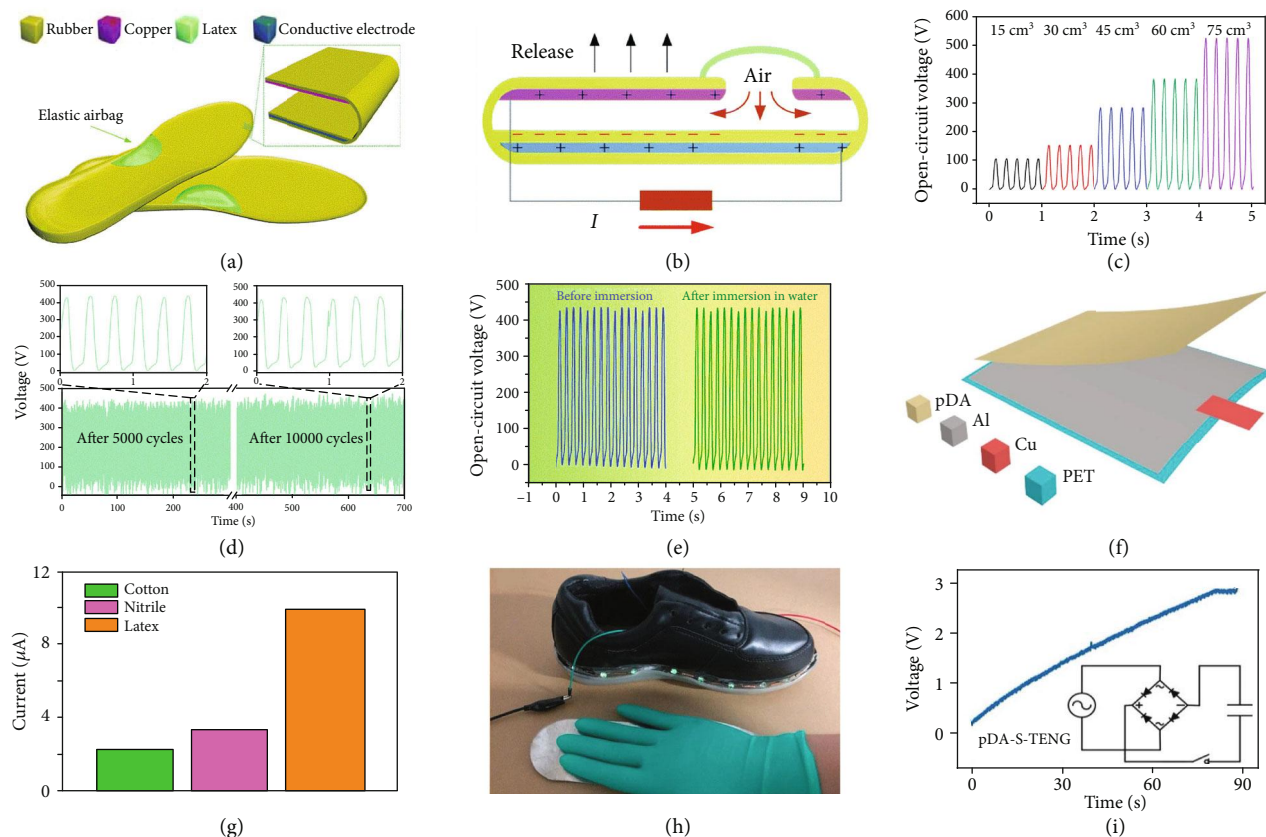 Rubber Copper Latex Conductive electrode
Elastic airbag
(a)
Release
Air
+ + + + + +
− − − − − − − − − − − − − −
+ + + + + + + +
I
(b)
Open-circuit voltage (V)
600
500
400
300
200
100
0
15 cm³ 30 cm³ 45 cm³ 60 cm³ 75 cm³
0 1 2 3 4 5
Time (s)
(c)
Voltage (V)
500
400
300
200
100
0
0 1 2
0 1 2
500
400
300
200
100
0
After 5000 cycles
After 10000 cycles
0 100 200 400 500 600 700
Time (s)
(d)
Open-circuit voltage (V)
500
400
300
200
100
0
Before immersion After immersion in water
−1 0 1 2 3 4 5 6 7 8 9 10
Time (s)
(e)
pDA
Al
Cu
PET
(f)
Current (µA)
12
8
4
0
Cotton
Nitrile
Latex
(g)
(h)
Voltage (V)
3
2
1
0
pDA-S-TENG
+ −
0 30 60 90
Time (s)
(i)